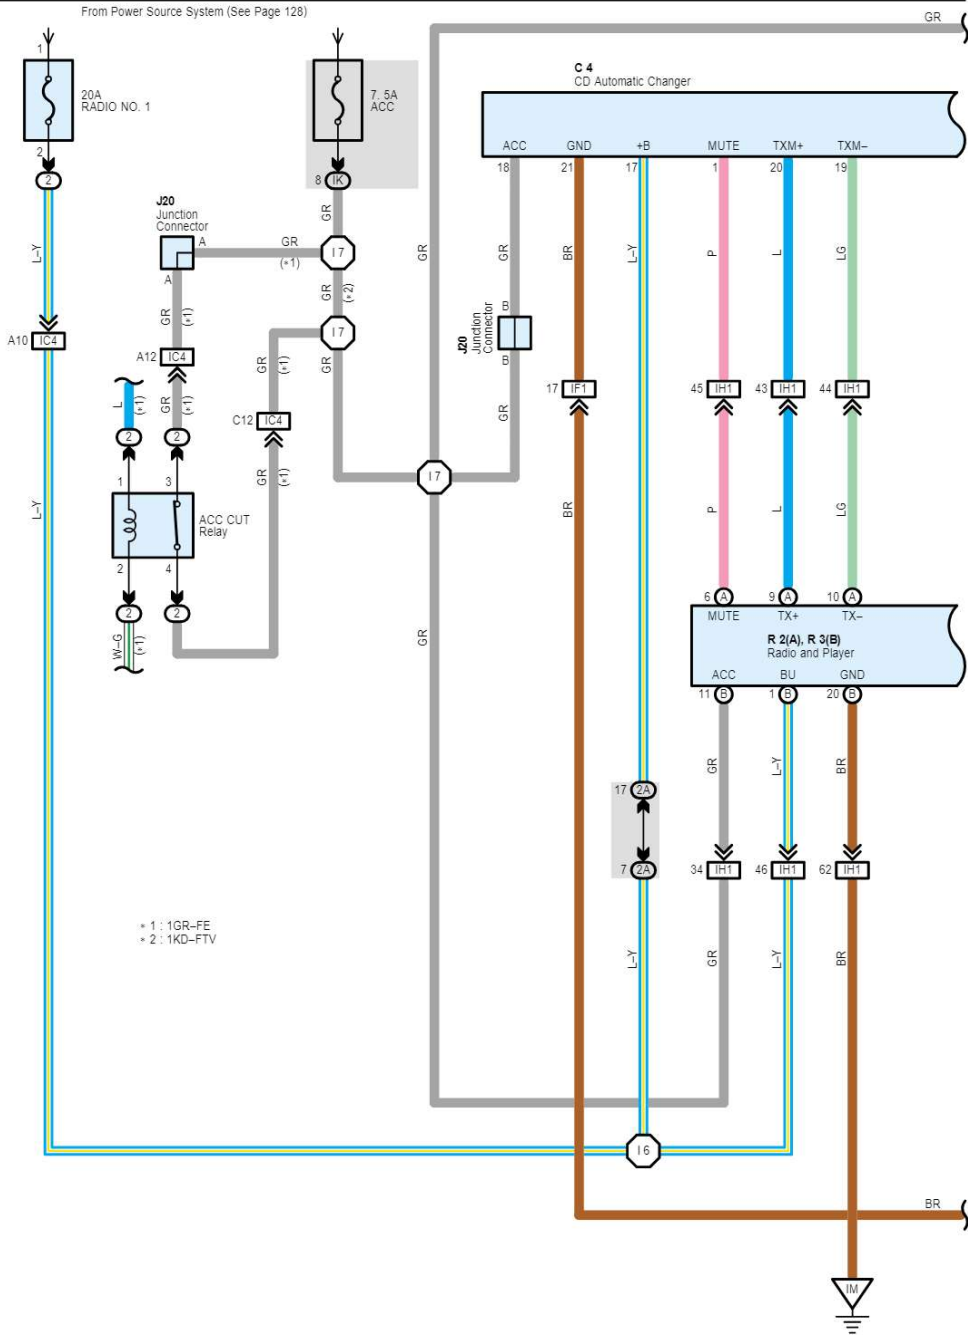 From Power Source System (See Page 128)
GR
1
20A
RADIO NO. 1
2
2
7. 5A
ACC
8 IK
C 4
CD Automatic Changer
ACC GND +B MUTE TXM+ TXM–
18 21 17 1 20 19
J20
Junction
Connector
A
A
GR
(∗1)
GR
I 7
GR
(∗2)
I 7
GR
L–Y
A10 IC4
GR
(∗1)
A12 IC4
L
(∗1)
GR
(∗1)
2
2
GR
(∗1)
C12 IC4
GR
(∗1)
GR
GR
BR
L–Y
P
L
LG
B
J20
Junction
Connector
B
GR
17 IF1
45 IH1
43 IH1
44 IH1
I 7
1 3
ACC CUT
Relay
2 4
2
2
W–G
(∗1)
L–Y
BR
P
L
LG
GR
6 A
9 A
10 A
MUTE TX+ TX–
R 2(A), R 3(B)
Radio and Player
ACC BU GND
11 B
1 B
20 B
GR
L–Y
BR
17 2A
7 2A
34 IH1
46 IH1
62 IH1
∗ 1 : 1GR–FE
∗ 2 : 1KD–FTV
L–Y
GR
L–Y
BR
I 6
BR
IM